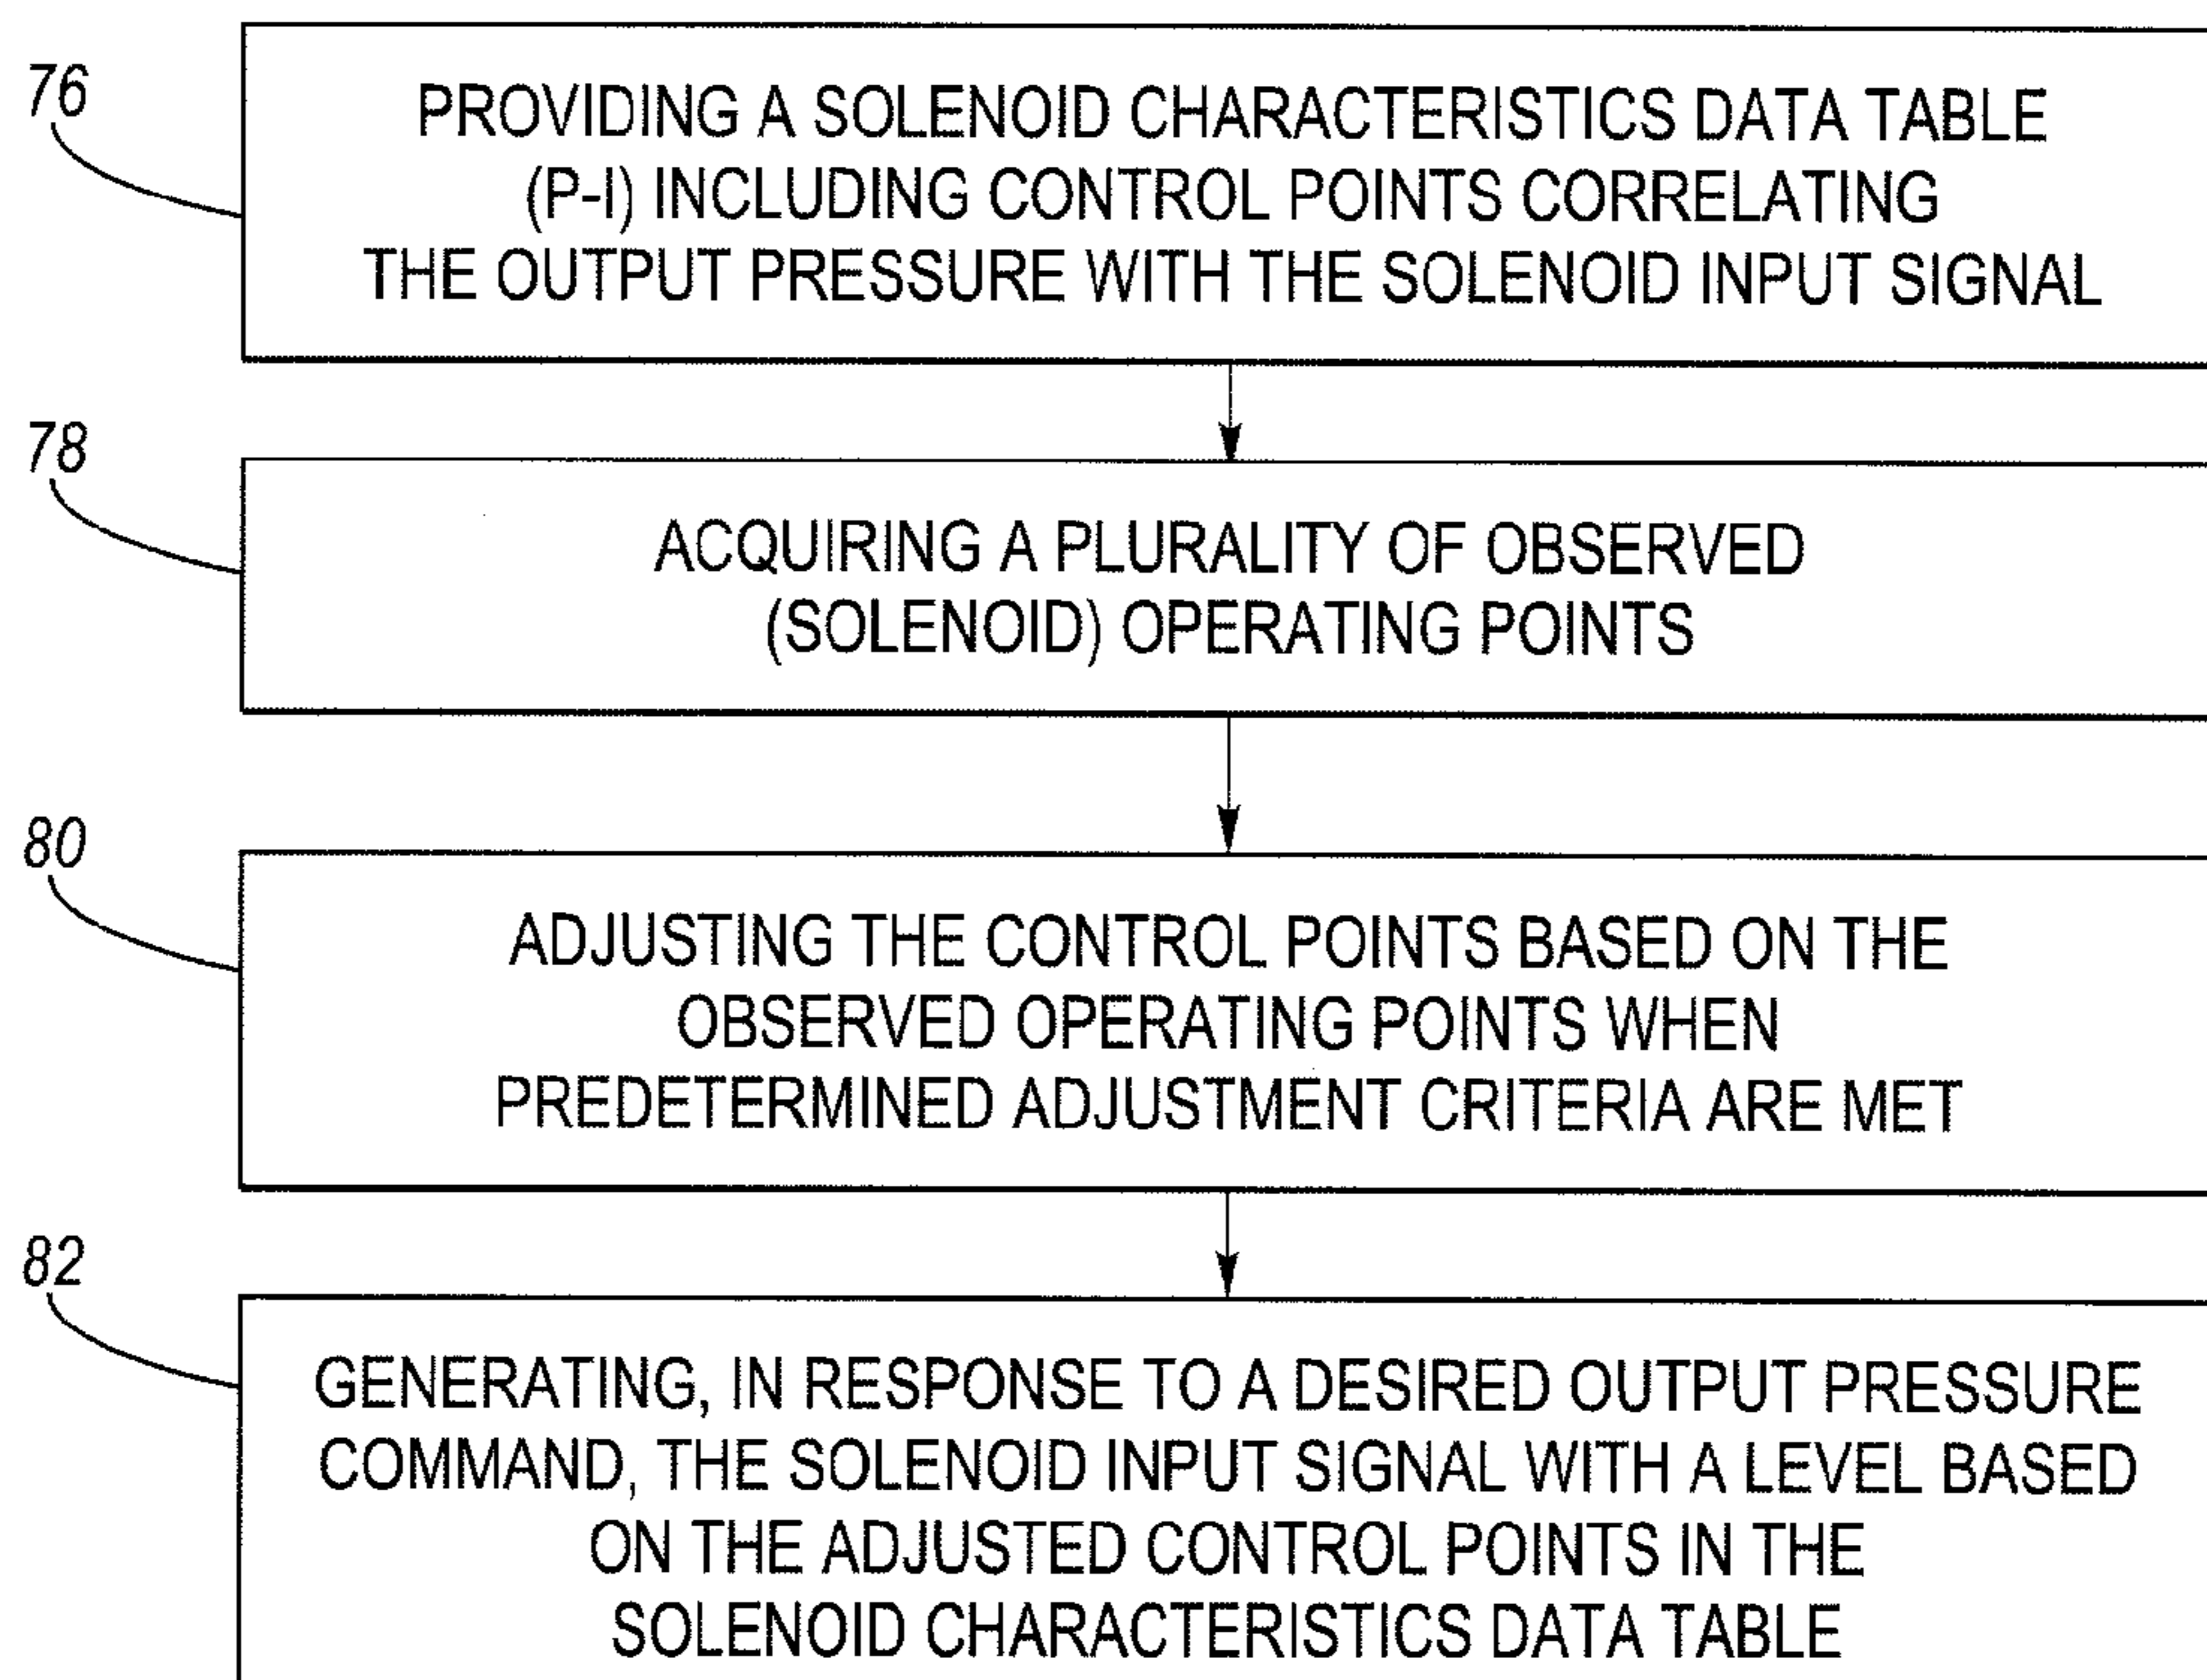 76
PROVIDING A SOLENOID CHARACTERISTICS DATA TABLE
(P-I) INCLUDING CONTROL POINTS CORRELATING
THE OUTPUT PRESSURE WITH THE SOLENOID INPUT SIGNAL
78
ACQUIRING A PLURALITY OF OBSERVED
(SOLENOID) OPERATING POINTS
80
ADJUSTING THE CONTROL POINTS BASED ON THE
OBSERVED OPERATING POINTS WHEN
PREDETERMINED ADJUSTMENT CRITERIA ARE MET
82
GENERATING, IN RESPONSE TO A DESIRED OUTPUT PRESSURE
COMMAND, THE SOLENOID INPUT SIGNAL WITH A LEVEL BASED
ON THE ADJUSTED CONTROL POINTS IN THE
SOLENOID CHARACTERISTICS DATA TABLE